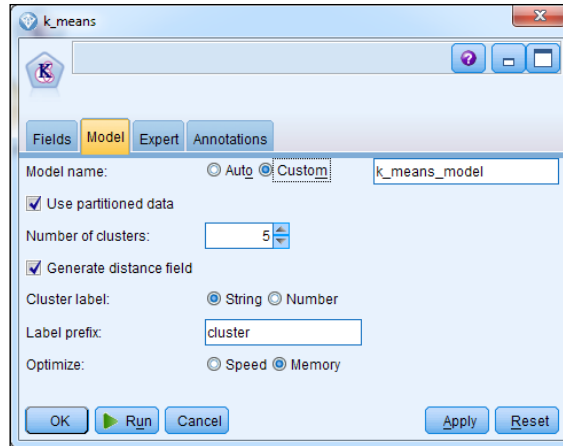 k_means
Fields Model Expert Annotations
Model name: Auto Custom k_means_model
Use partitioned data
Number of clusters: 5
Generate distance field
Cluster label: String Number
Label prefix: cluster
Optimize: Speed Memory
OK Run Cancel Apply Reset